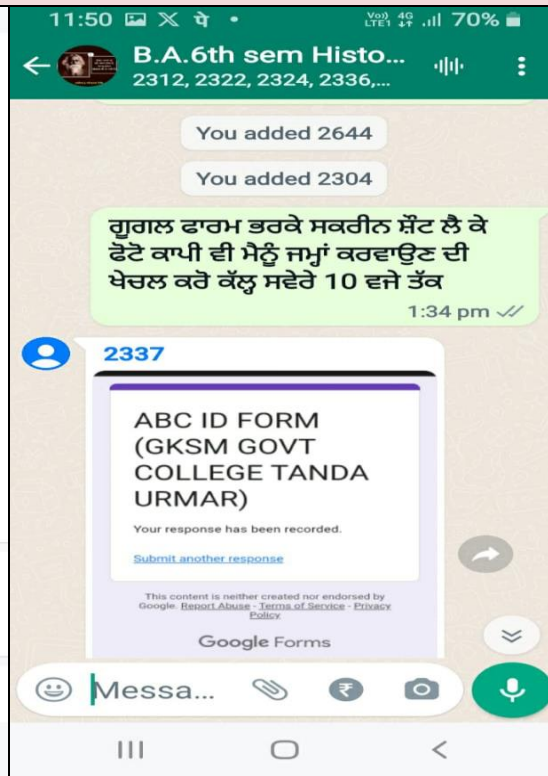 11:50
70%
B.A.6th sem Histo...
2312, 2322, 2324, 2336,...
You added 2644
You added 2304
ਗੂਗਲ ਫਾਰਮ ਭਰਕੇ ਸਕਰੀਨ ਸ਼ੌਟ ਲੈ ਕੇ
ਫੋਟੋ ਕਾਪੀ ਵੀ ਮੈਨੂੰ ਜਮ੍ਹਾਂ ਕਰਵਾਉਣ ਦੀ
ਖੇਚਲ ਕਰੋ ਕੱਲ੍ਹ ਸਵੇਰੇ 10 ਵਜੇ ਤੱਕ
1:34 pm
2337
ABC ID FORM
(GKSM GOVT
COLLEGE TANDA
URMAR)
Your response has been recorded.
Submit another response
This content is neither created nor endorsed by
Google. Report Abuse - Terms of Service - Privacy
Policy
Google Forms
Messa...